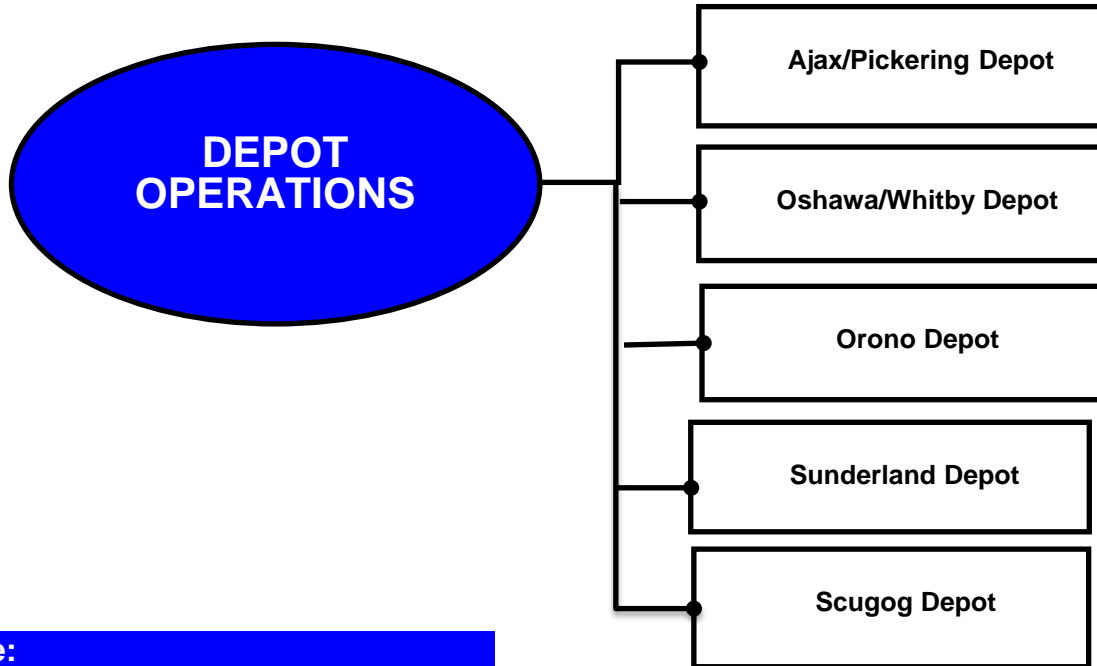 DEPOT
OPERATIONS
Ajax/Pickering Depot
Oshawa/Whitby Depot
Orono Depot
Sunderland Depot
Scugog Depot
e: